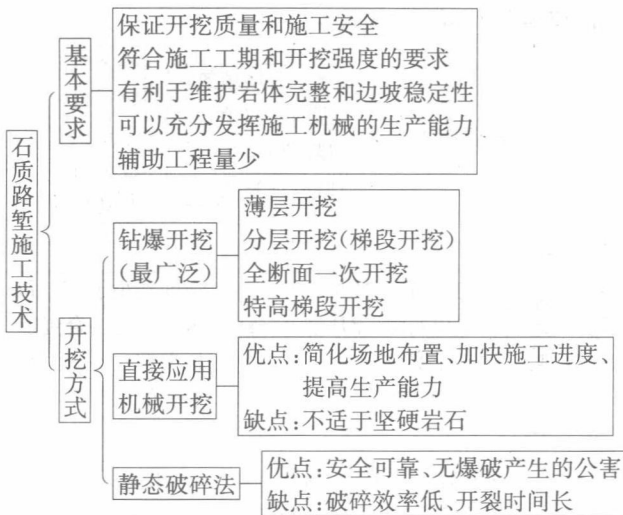 石质路堑施工技术
基本要求
保证开挖质量和施工安全
符合施工工期和开挖强度的要求
有利于维护岩体完整和边坡稳定性
可以充分发挥施工机械的生产能力
辅助工程量少
开挖方式
钻爆开挖
(最广泛)
薄层开挖
分层开挖(梯段开挖)
全断面一次开挖
特高梯段开挖
直接应用
机械开挖
优点:简化场地布置、加快施工进度、
提高生产能力
缺点:不适于坚硬岩石
静态破碎法
优点:安全可靠、无爆破产生的公害
缺点:破碎效率低、开裂时间长